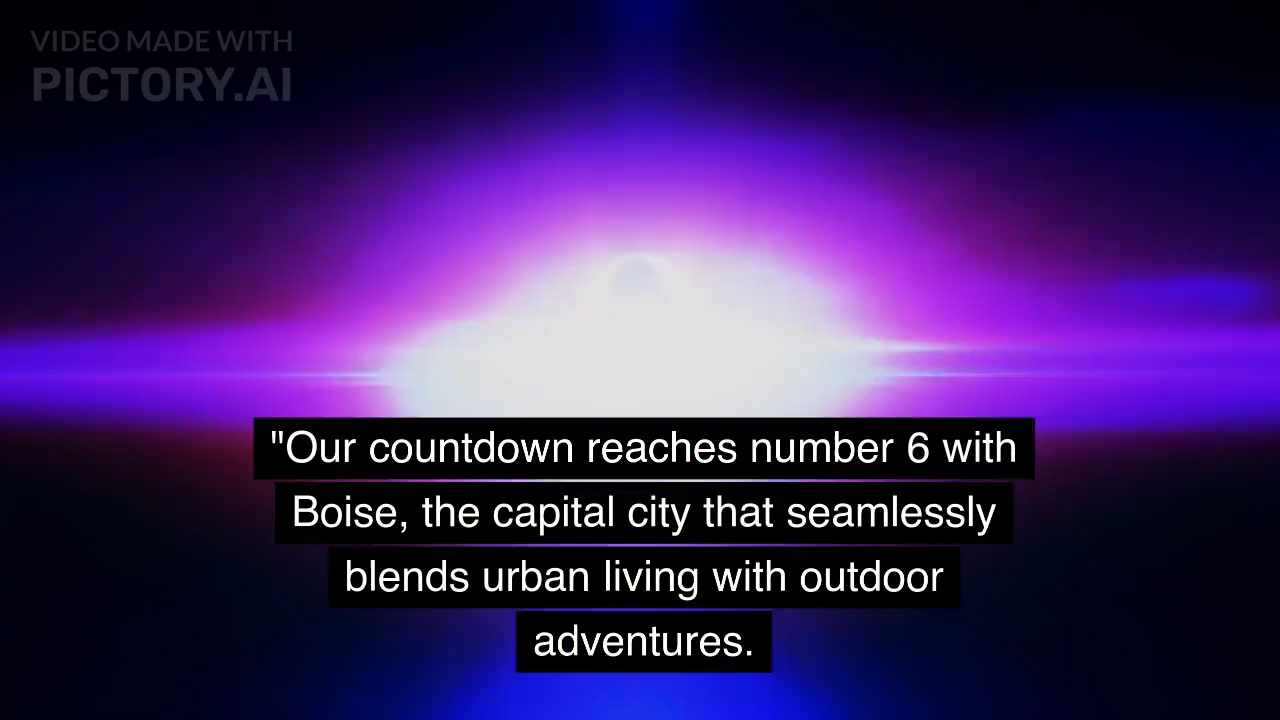 VIDEO MADE WITH
PICTORY.AI
"Our countdown reaches number 6 with
Boise, the capital city that seamlessly
blends urban living with outdoor
adventures.